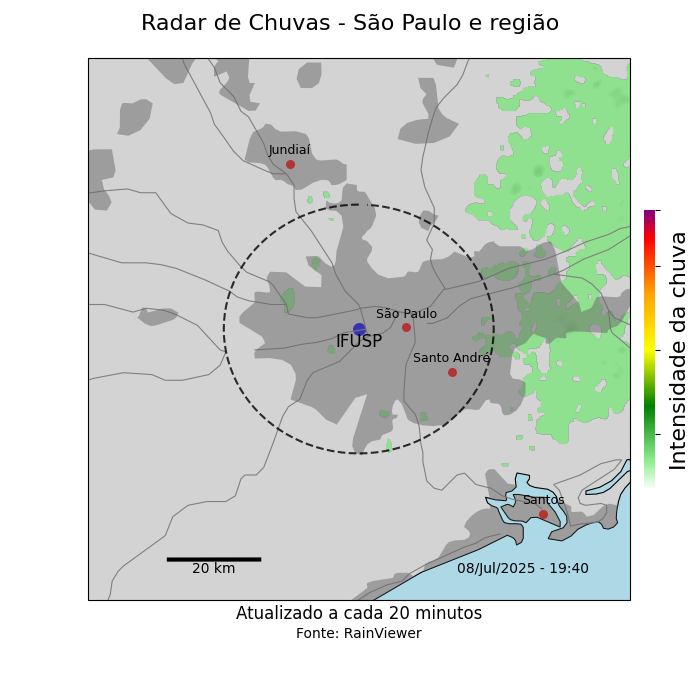 Radar de Chuvas - São Paulo e região
Jundiaí
São Paulo
IFUSP
Santo André
Santos
20 km
08/Jul/2025 - 19:40
Intensidade da chuva
Atualizado a cada 20 minutos
Fonte: RainViewer